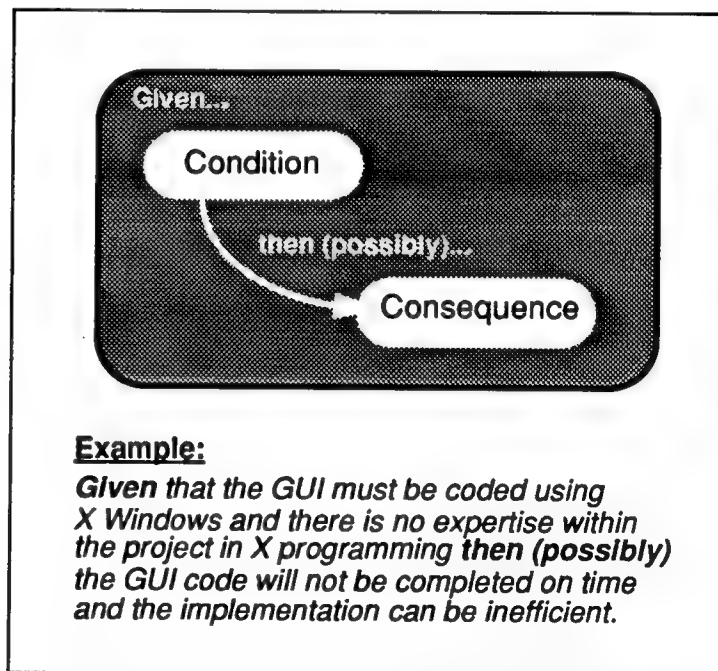 Given...
Condition
then (possibly)...
Consequence
Example:
Given that the GUI must be coded using
X Windows and there is no expertise within
the project in X programming then (possibly)
the GUI code will not be completed on time
and the implementation can be inefficient.